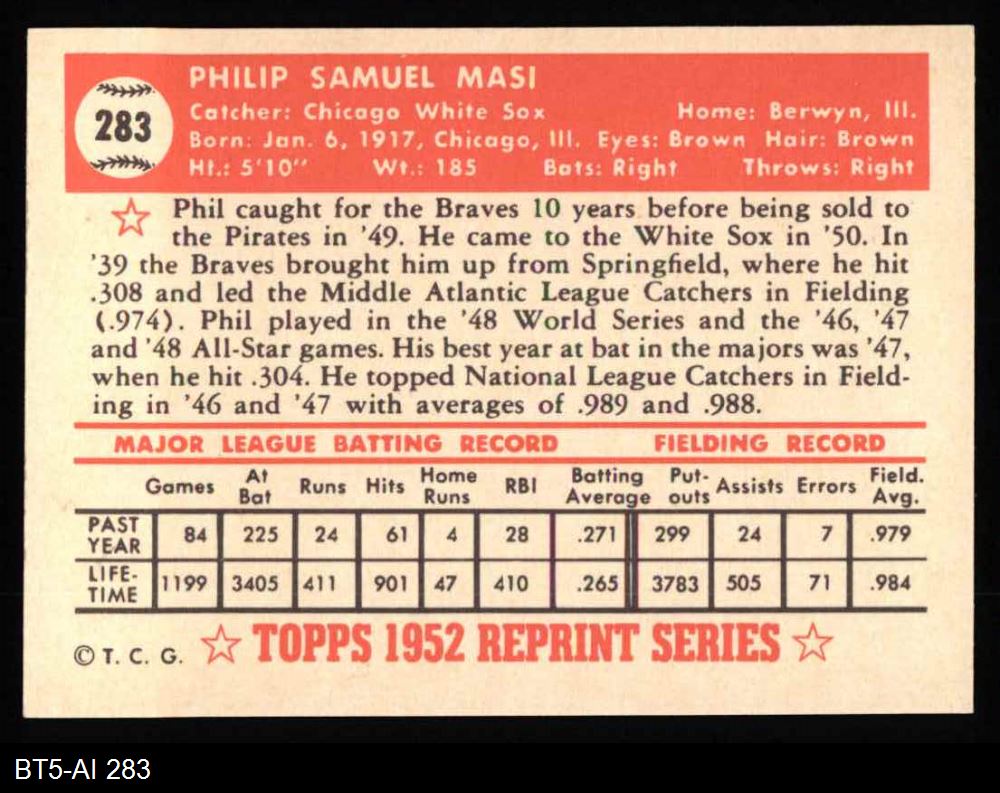 PHILIP SAMUEL MASI
283
Catcher: Chicago White Sox Home: Berwyn, Ill.
Born: Jan. 6, 1917, Chicago, Ill. Eyes: Brown Hair: Brown
Ht.: 5'10" Wt.: 185 Bats: Right Throws: Right
Phil caught for the Braves 10 years before being sold to
the Pirates in '49. He came to the White Sox in '50. In
'39 the Braves brought him up from Springfield, where he hit
.308 and led the Middle Atlantic League Catchers in Fielding
(.974). Phil played in the '48 World Series and the '46, '47
and '48 All-Star games. His best year at bat in the majors was '47,
when he hit .304. He topped National League Catchers in Field-
ing in '46 and '47 with averages of .989 and .988.
MAJOR LEAGUE BATTING RECORD FIELDING RECORD
Games At Bat Runs Hits Home Runs RBI Batting Average Put-outs Assists Errors Field. Avg.
PAST YEAR 84 225 24 61 4 28 .271 299 24 7 .979
LIFE-TIME 1199 3405 411 901 47 410 .265 3783 505 71 .984
© T. C. G. TOPPS 1952 REPRINT SERIES
BT5-AI 283